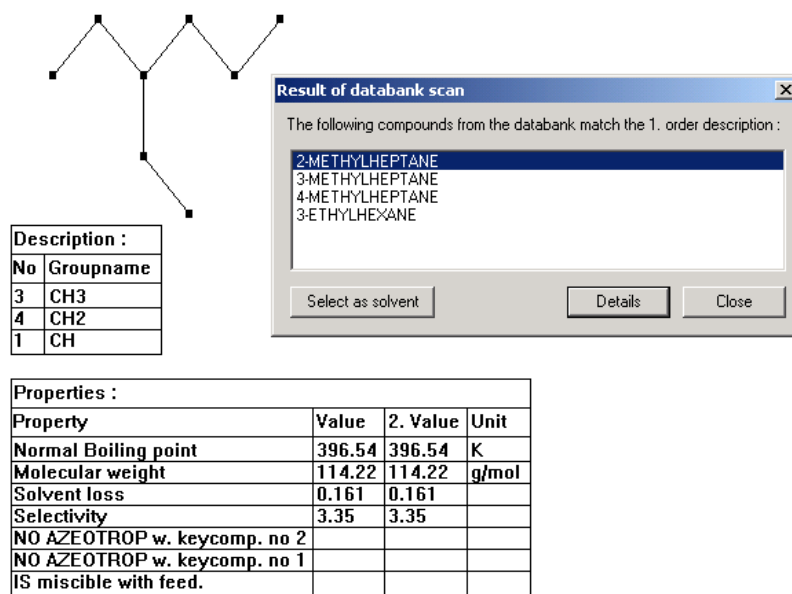 Result of databank scan
The following compounds from the databank match the 1. order description :
2-METHYLHEPTANE
3-METHYLHEPTANE
4-METHYLHEPTANE
3-ETHYLHEXANE
Select as solvent Details Close
Description :
No Groupname
3 CH3
4 CH2
1 CH
Properties :
Property Value 2. Value Unit
Normal Boiling point 396.54 396.54 K
Molecular weight 114.22 114.22 g/mol
Solvent loss 0.161 0.161
Selectivity 3.35 3.35
NO AZEOTROP w. keycomp. no 2
NO AZEOTROP w. keycomp. no 1
IS miscible with feed.